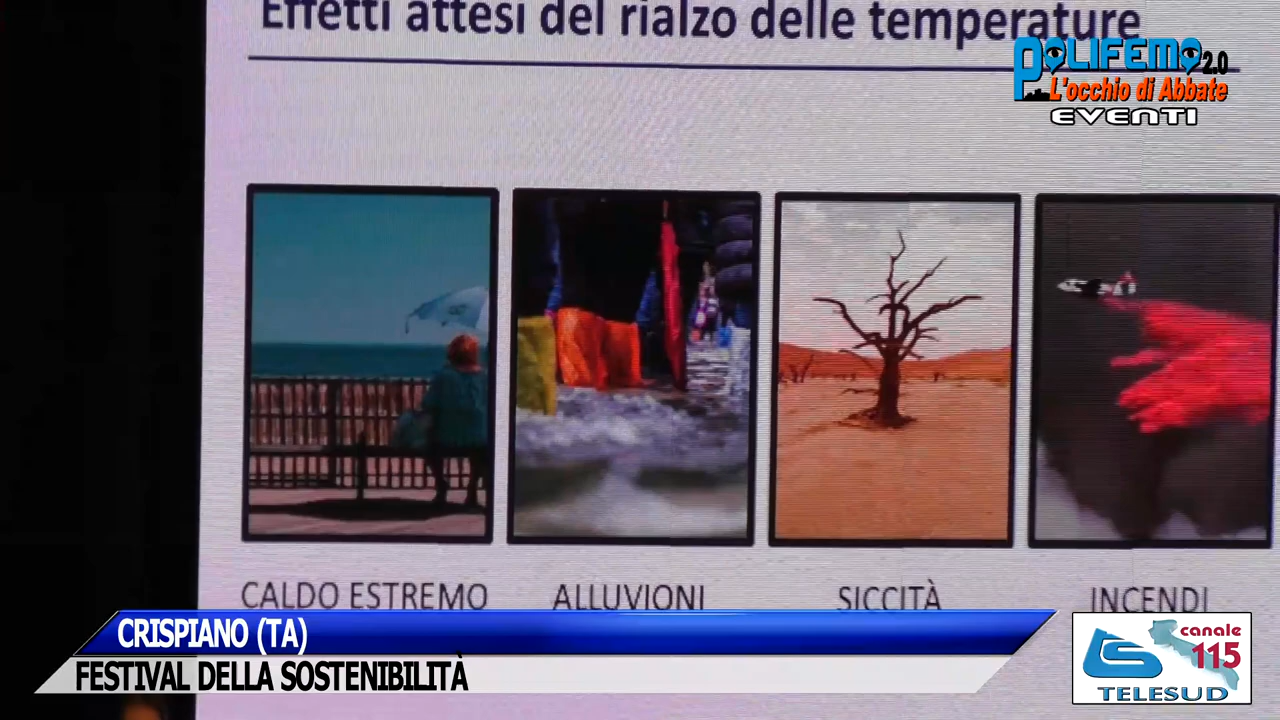 Effetti attesi del rialzo delle temperature
POLIFEMO 2.0
L'occhio di Abbate
EVENTI
CALDO ESTREMO
ALLUVIONI
SICCITÀ
INCENDI
CRISPIANO (TA)
FESTIVAL DELLA SOSTENIBILITÀ
canale
115
TELESUD